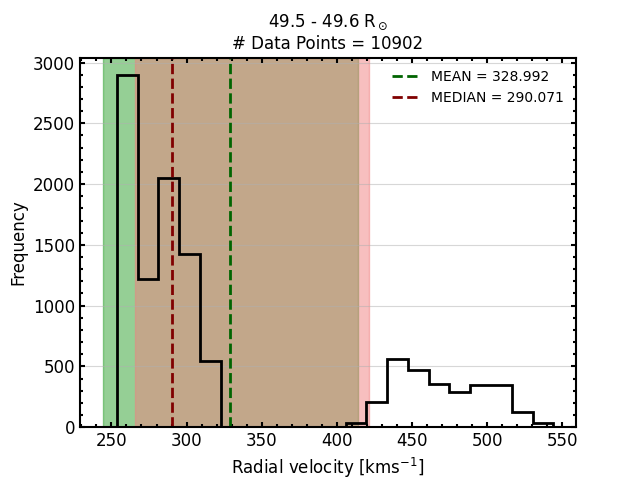 49.5 - 49.6 R⊙
# Data Points = 10902
3000
2500
2000
1500
1000
500
0
Frequency
MEAN = 328.992
MEDIAN = 290.071
250 300 350 400 450 500 550
Radial velocity [kms⁻¹]